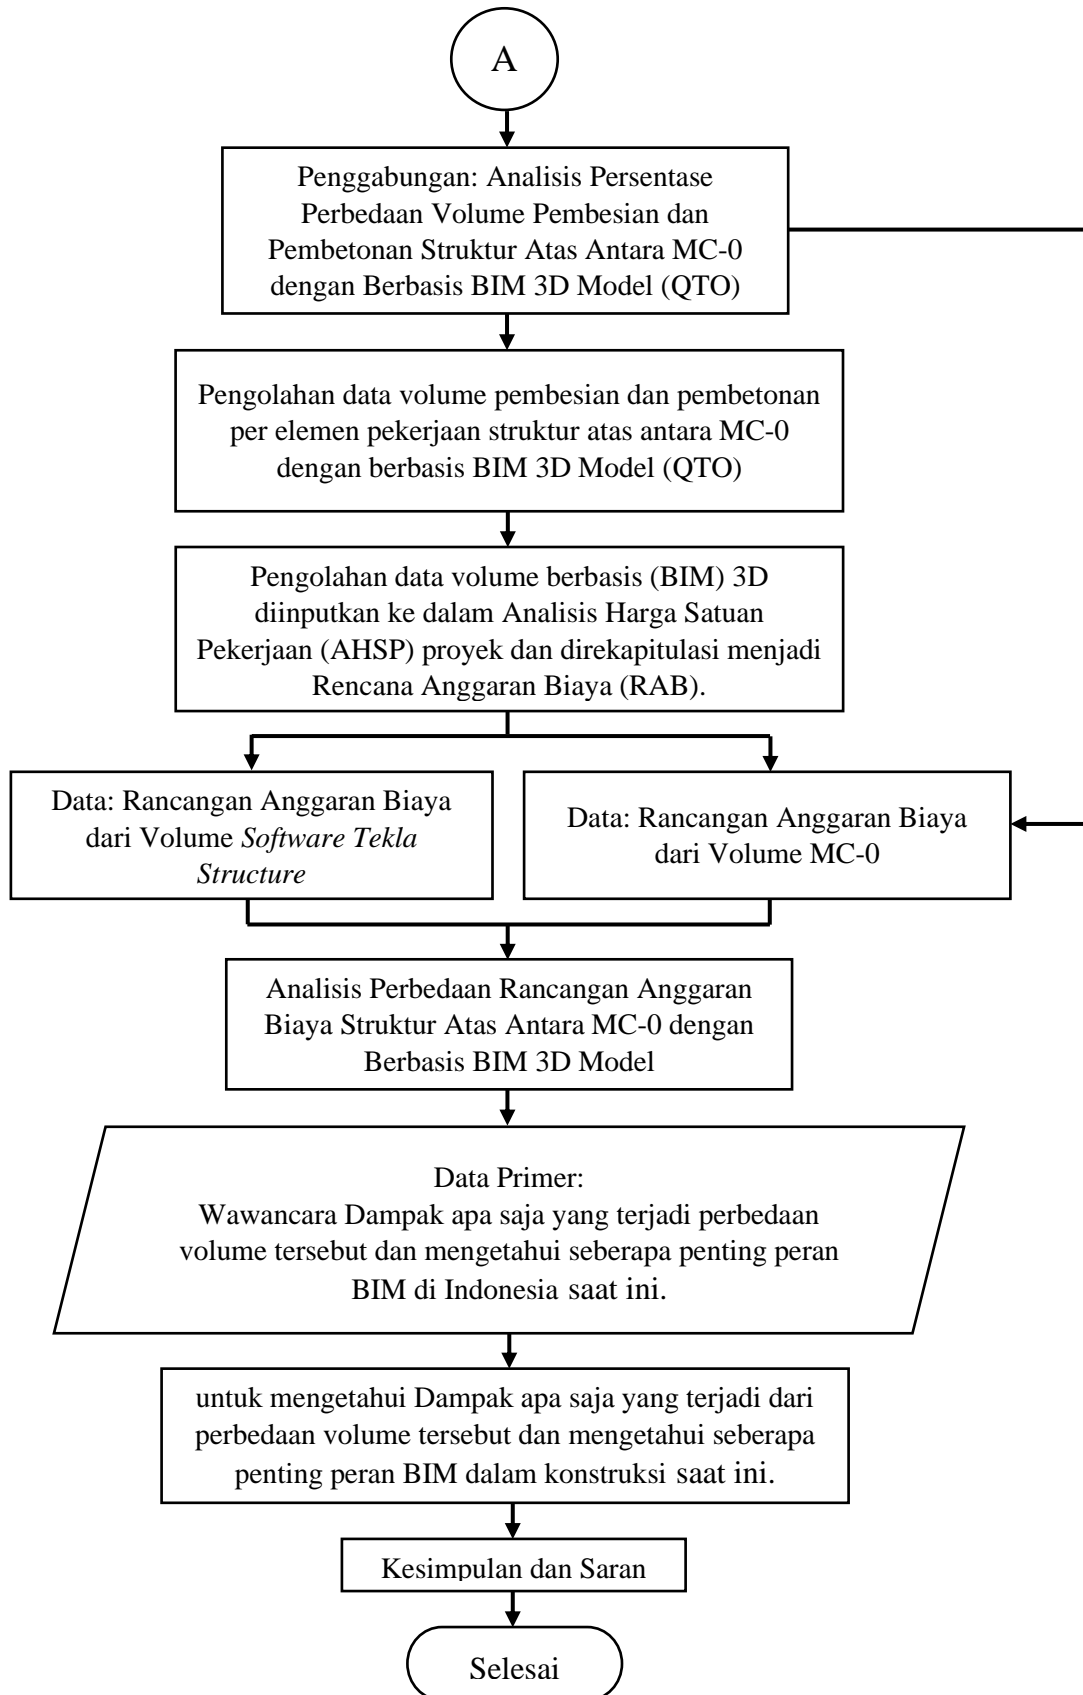 A
Penggabungan: Analisis Persentase
Perbedaan Volume Pembesian dan
Pembetonan Struktur Atas Antara MC-0
dengan Berbasis BIM 3D Model (QTO)
Pengolahan data volume pembesian dan pembetonan
per elemen pekerjaan struktur atas antara MC-0
dengan berbasis BIM 3D Model (QTO)
Pengolahan data volume berbasis (BIM) 3D
diinputkan ke dalam Analisis Harga Satuan
Pekerjaan (AHSP) proyek dan direkapitulasi menjadi
Rencana Anggaran Biaya (RAB).
Data: Rancangan Anggaran Biaya
dari Volume Software Tekla
Structure
Data: Rancangan Anggaran Biaya
dari Volume MC-0
Analisis Perbedaan Rancangan Anggaran
Biaya Struktur Atas Antara MC-0 dengan
Berbasis BIM 3D Model
Data Primer:
Wawancara Dampak apa saja yang terjadi perbedaan
volume tersebut dan mengetahui seberapa penting peran
BIM di Indonesia saat ini.
untuk mengetahui Dampak apa saja yang terjadi dari
perbedaan volume tersebut dan mengetahui seberapa
penting peran BIM dalam konstruksi saat ini.
Kesimpulan dan Saran
Selesai